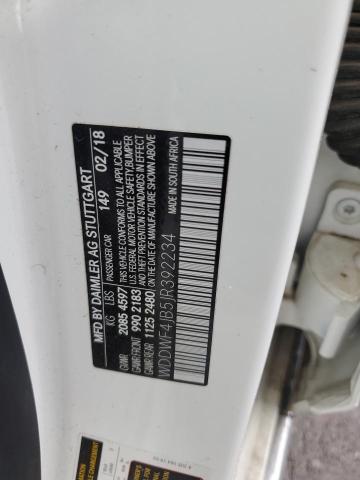 MFD BY DAIMLER AG STUTTGART
PASSENGER CAR 149 02/18
KG LBS
GVWR 2085 4597
GAWR/FRONT 990 2183
GAWR/REAR 1125 2480
THIS VEHICLE CONFORMS TO ALL APPLICABLE
U.S. FEDERAL MOTOR VEHICLE SAFETY, BUMPER
AND THEFT PREVENTION STANDARDS IN EFFECT
ON THE DATE OF MANUFACTURE SHOWN ABOVE
WDDWF4JB5JR392234
MADE IN SOUTH AFRICA